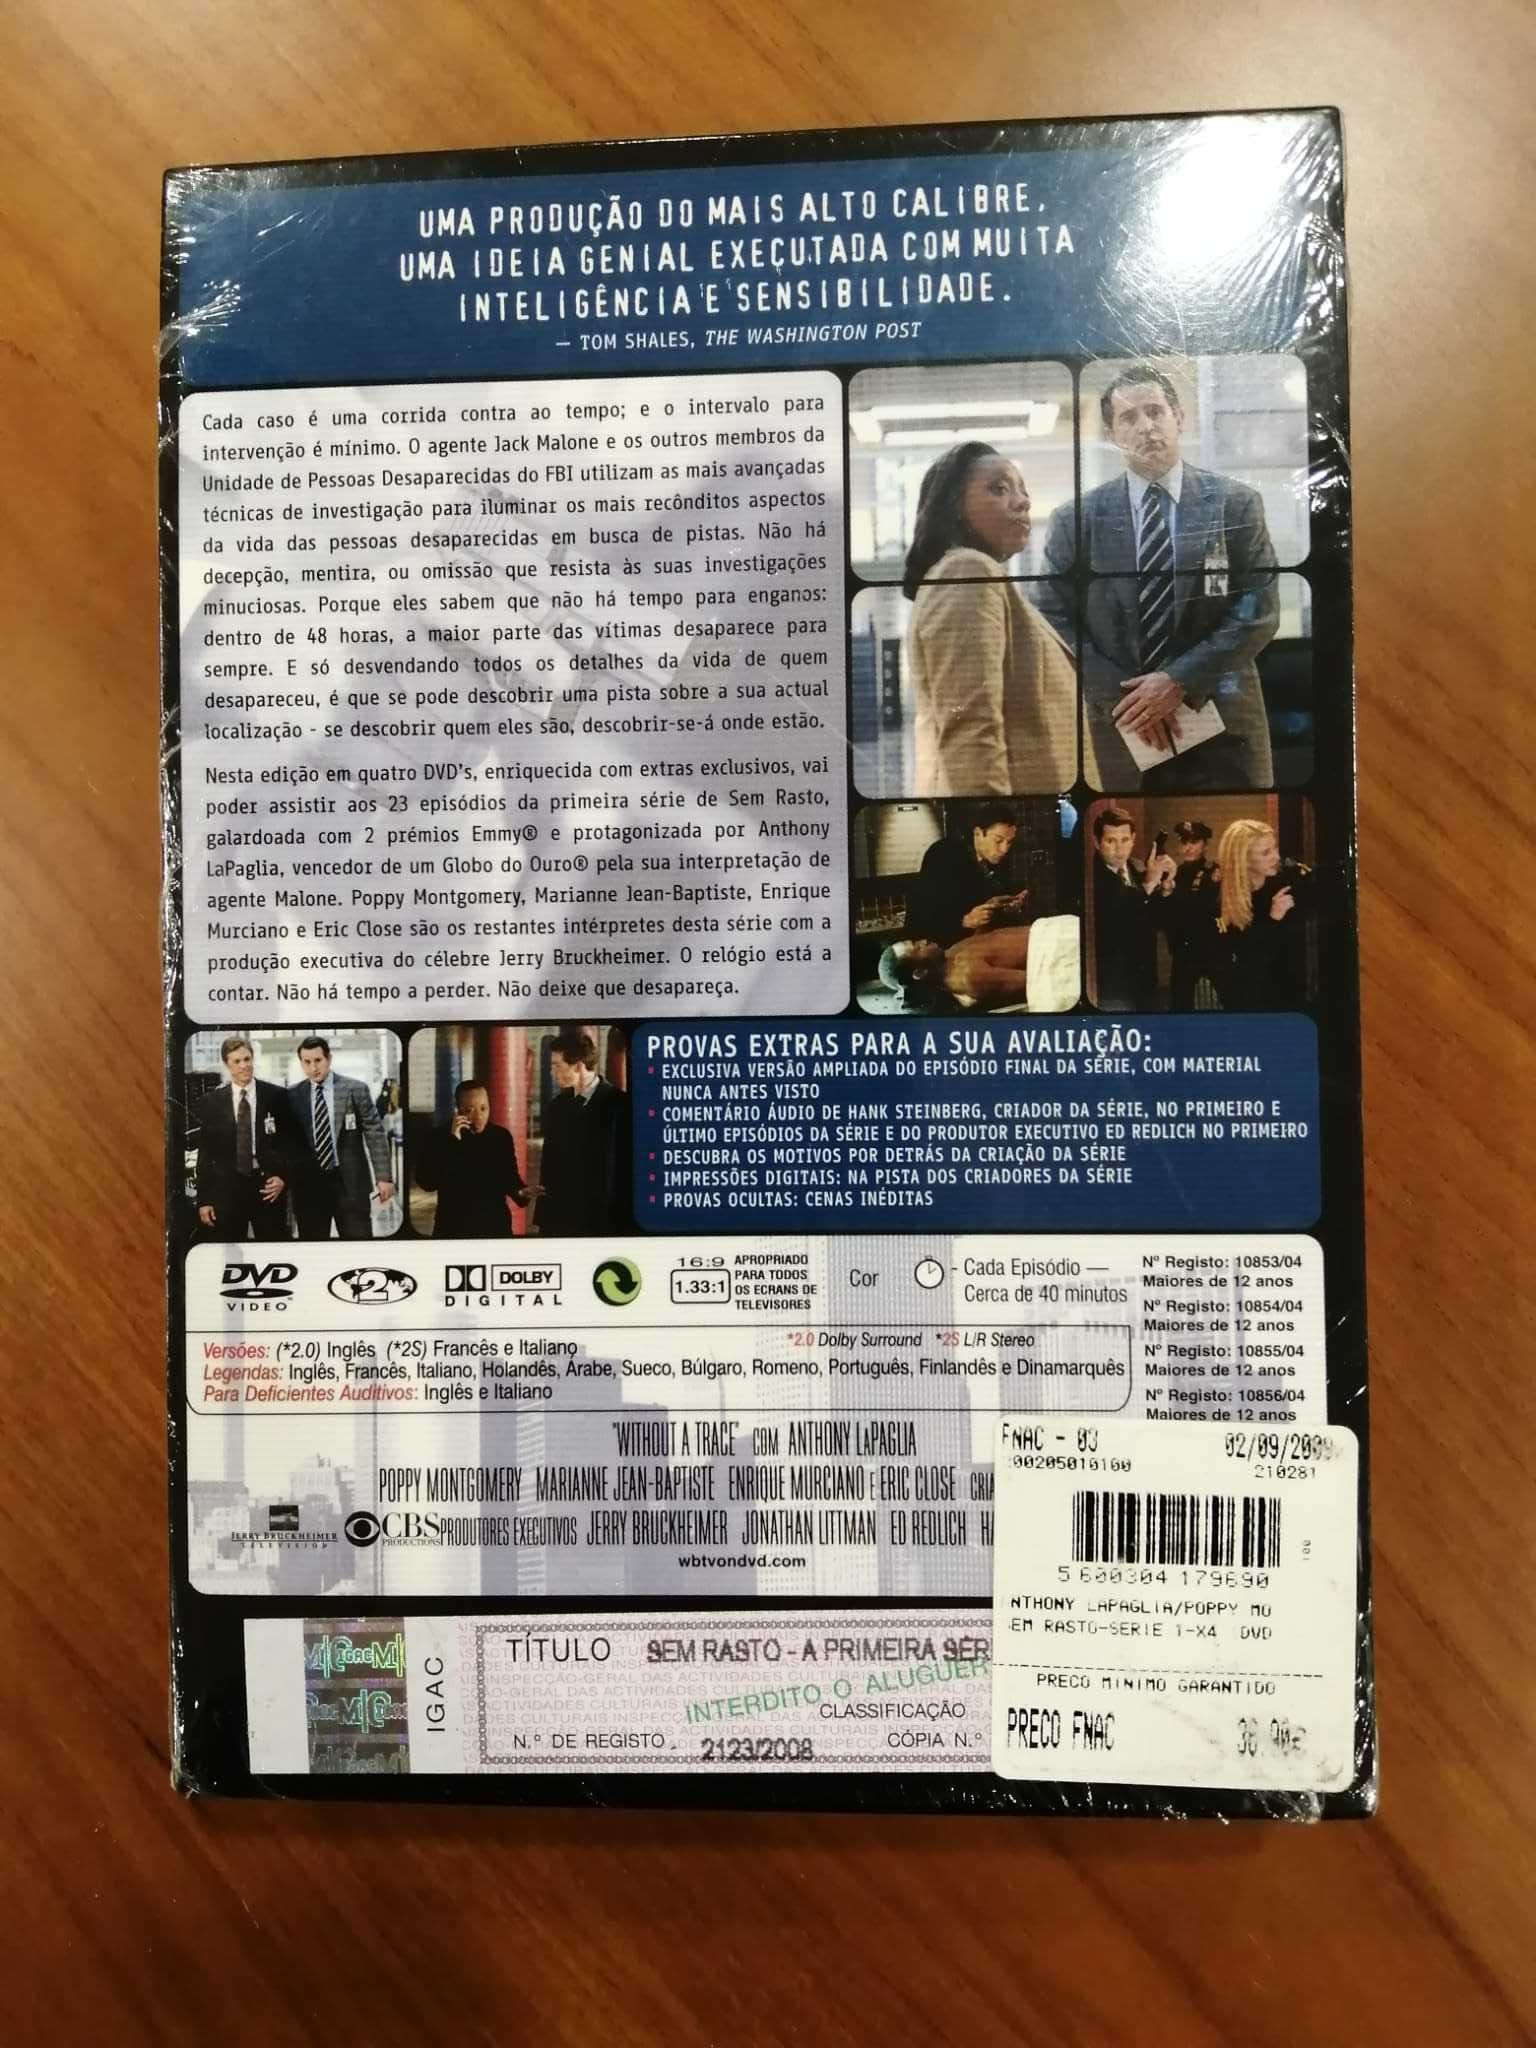 UMA PRODUÇÃO DO MAIS ALTO CALIBRE,
UMA IDEIA GENIAL EXECUTADA COM MUITA
INTELIGÊNCIA E SENSIBILIDADE.
— TOM SHALES, THE WASHINGTON POST
Cada caso é uma corrida contra ao tempo; e o intervalo para
intervenção é mínimo. O agente Jack Malone e os outros membros da
Unidade de Pessoas Desaparecidas do FBI utilizam as mais avançadas
técnicas de investigação para iluminar os mais recônditos aspectos
da vida das pessoas desaparecidas em busca de pistas. Não há
decepção, mentira, ou omissão que resista às suas investigações
minuciosas. Porque eles sabem que não há tempo para enganos:
dentro de 48 horas, a maior parte das vítimas desaparece para
sempre. E só desvendando todos os detalhes da vida de quem
desapareceu, é que se pode descobrir uma pista sobre a sua actual
localização - se descobrir quem eles são, descobrir-se-á onde estão.
Nesta edição em quatro DVD's, enriquecida com extras exclusivos, vai
poder assistir aos 23 episódios da primeira série de Sem Rasto,
galardoada com 2 prémios Emmy® e protagonizada por Anthony
LaPaglia, vencedor de um Globo do Ouro® pela sua interpretação de
agente Malone. Poppy Montgomery, Marianne Jean-Baptiste, Enrique
Murciano e Eric Close são os restantes intérpretes desta série com a
produção executiva do célebre Jerry Bruckheimer. O relógio está a
contar. Não há tempo a perder. Não deixe que desapareça.
PROVAS EXTRAS PARA A SUA AVALIAÇÃO:
• EXCLUSIVA VERSÃO AMPLIADA DO EPISÓDIO FINAL DA SÉRIE, COM MATERIAL
NUNCA ANTES VISTO
• COMENTÁRIO ÁUDIO DE HANK STEINBERG, CRIADOR DA SÉRIE, NO PRIMEIRO E
ÚLTIMO EPISÓDIOS DA SÉRIE E DO PRODUTOR EXECUTIVO ED REDLICH NO PRIMEIRO
• DESCUBRA OS MOTIVOS POR DETRÁS DA CRIAÇÃO DA SÉRIE
• IMPRESSÕES DIGITAIS: NA PISTA DOS CRIADORES DA SÉRIE
• PROVAS OCULTAS: CENAS INÉDITAS
DVD VIDEO
2
DOLBY DIGITAL
16:9
1.33:1
APROPRIADO
PARA TODOS
OS ECRANS DE
TELEVISORES
Cor
- Cada Episódio —
Cerca de 40 minutos
Nº Registo: 10853/04
Maiores de 12 anos
Nº Registo: 10854/04
Maiores de 12 anos
Nº Registo: 10855/04
Maiores de 12 anos
Nº Registo: 10856/04
Maiores de 12 anos
Versões: (*2.0) Inglês (*2S) Francês e Italiano
*2.0 Dolby Surround *2S L/R Stereo
Legendas: Inglês, Francês, Italiano, Holandês, Árabe, Sueco, Búlgaro, Romeno, Português, Finlandês e Dinamarquês
Para Deficientes Auditivos: Inglês e Italiano
"WITHOUT A TRACE" COM ANTHONY LAPAGLIA
POPPY MONTGOMERY MARIANNE JEAN-BAPTISTE ENRIQUE MURCIANO E ERIC CLOSE CRIA
JERRY BRUCKHEIMER
TELEVISION
CBS
PRODUCTIONS
PRODUTORES EXECUTIVOS JERRY BRUCKHEIMER JONATHAN LITTMAN ED REDLICH HA
wbtvondvd.com
FNAC - 03 02/09/2009
00205010100 210281
100
5 600304 179690
NTHONY LAPAGLIA/POPPY MO
EM RASTO-SERIE 1-X4 DVD
PRECO MINIMO GARANTIDO
PRECO FNAC 36.90€
IGAC
TÍTULO SEM RASTO - A PRIMEIRA SÉR
INTERDITO O ALUGUER
CLASSIFICAÇÃO
N.º DE REGISTO 2123/2008 CÓPIA N.º